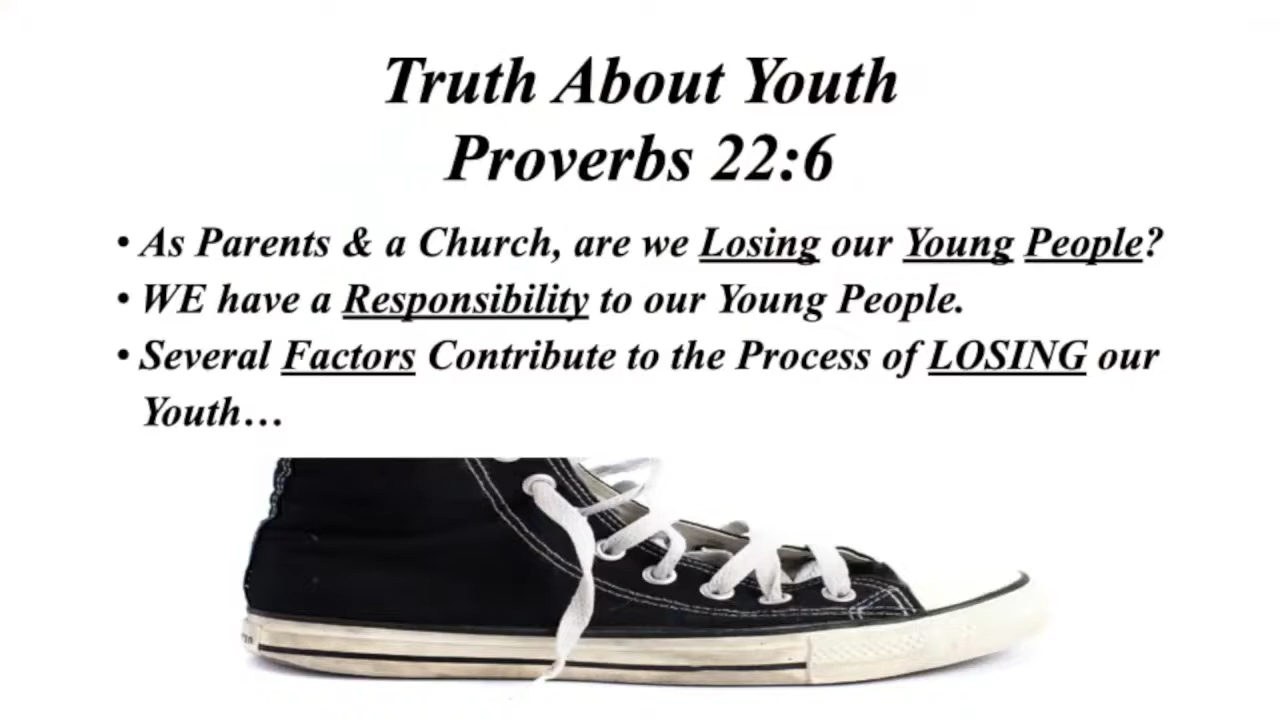 Truth About Youth
Proverbs 22:6
• As Parents & a Church, are we Losing our Young People?
• WE have a Responsibility to our Young People.
• Several Factors Contribute to the Process of LOSING our
Youth…